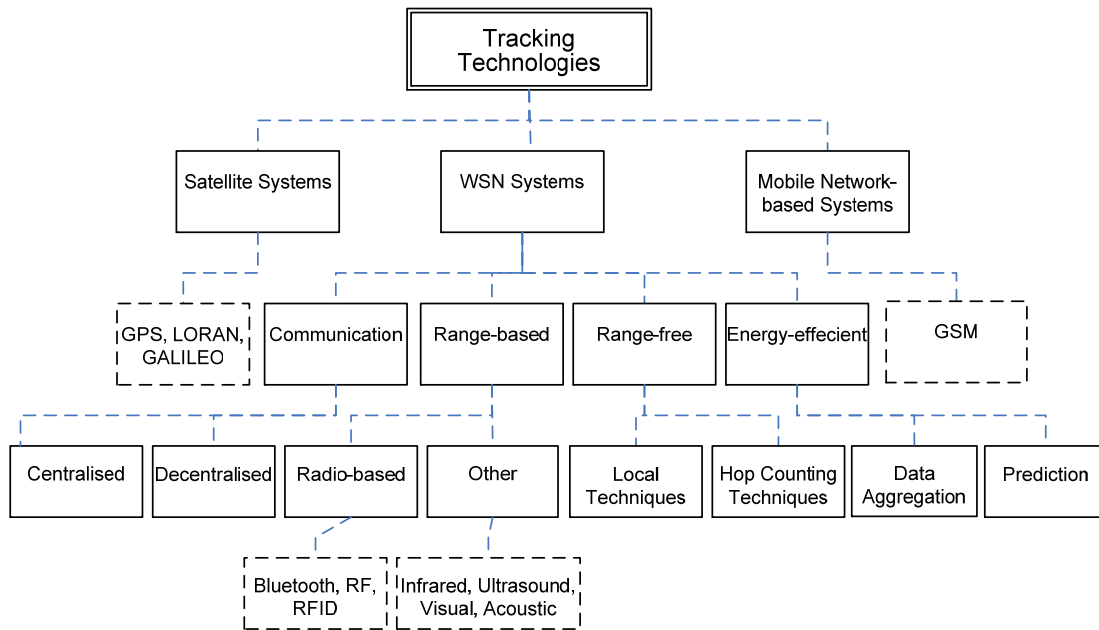 Tracking
Technologies
Satellite Systems
WSN Systems
Mobile Network-
based Systems
GPS, LORAN,
GALILEO
Communication
Range-based
Range-free
Energy-effecient
GSM
Centralised
Decentralised
Radio-based
Other
Local
Techniques
Hop Counting
Techniques
Data
Aggregation
Prediction
Bluetooth, RF,
RFID
Infrared, Ultrasound,
Visual, Acoustic